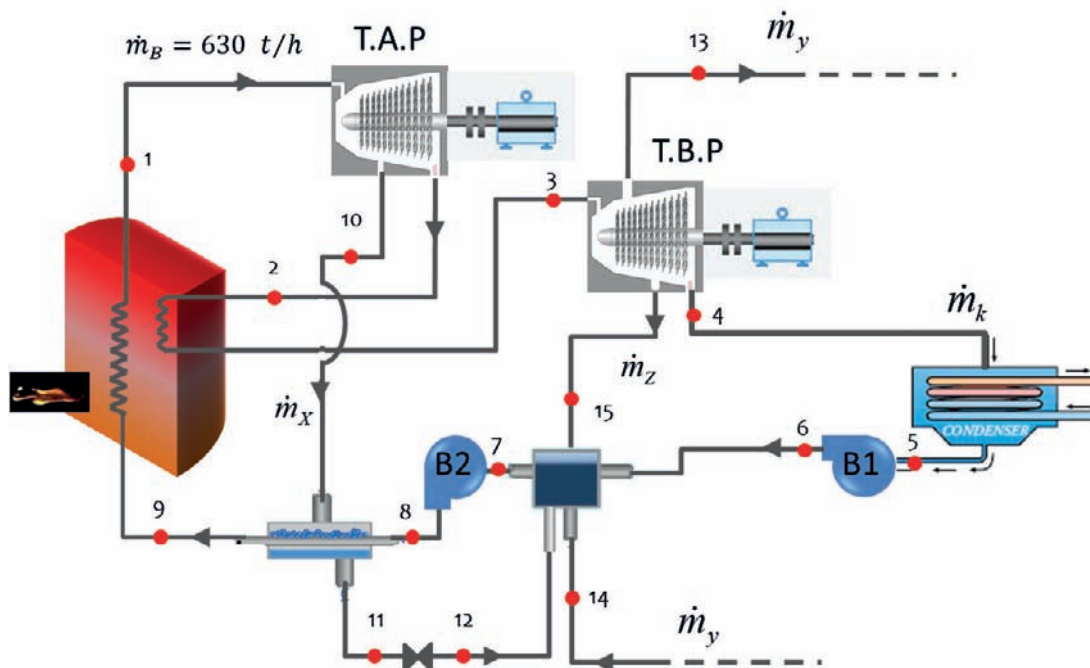 ṁ_B = 630 t/h
T.A.P
13
ṁ_y
1
T.B.P
3
10
2
4
ṁ_k
ṁ_Z
ṁ_X
15
CONDENSER
B2
7
6
B1
5
9
8
14
11
12
ṁ_y